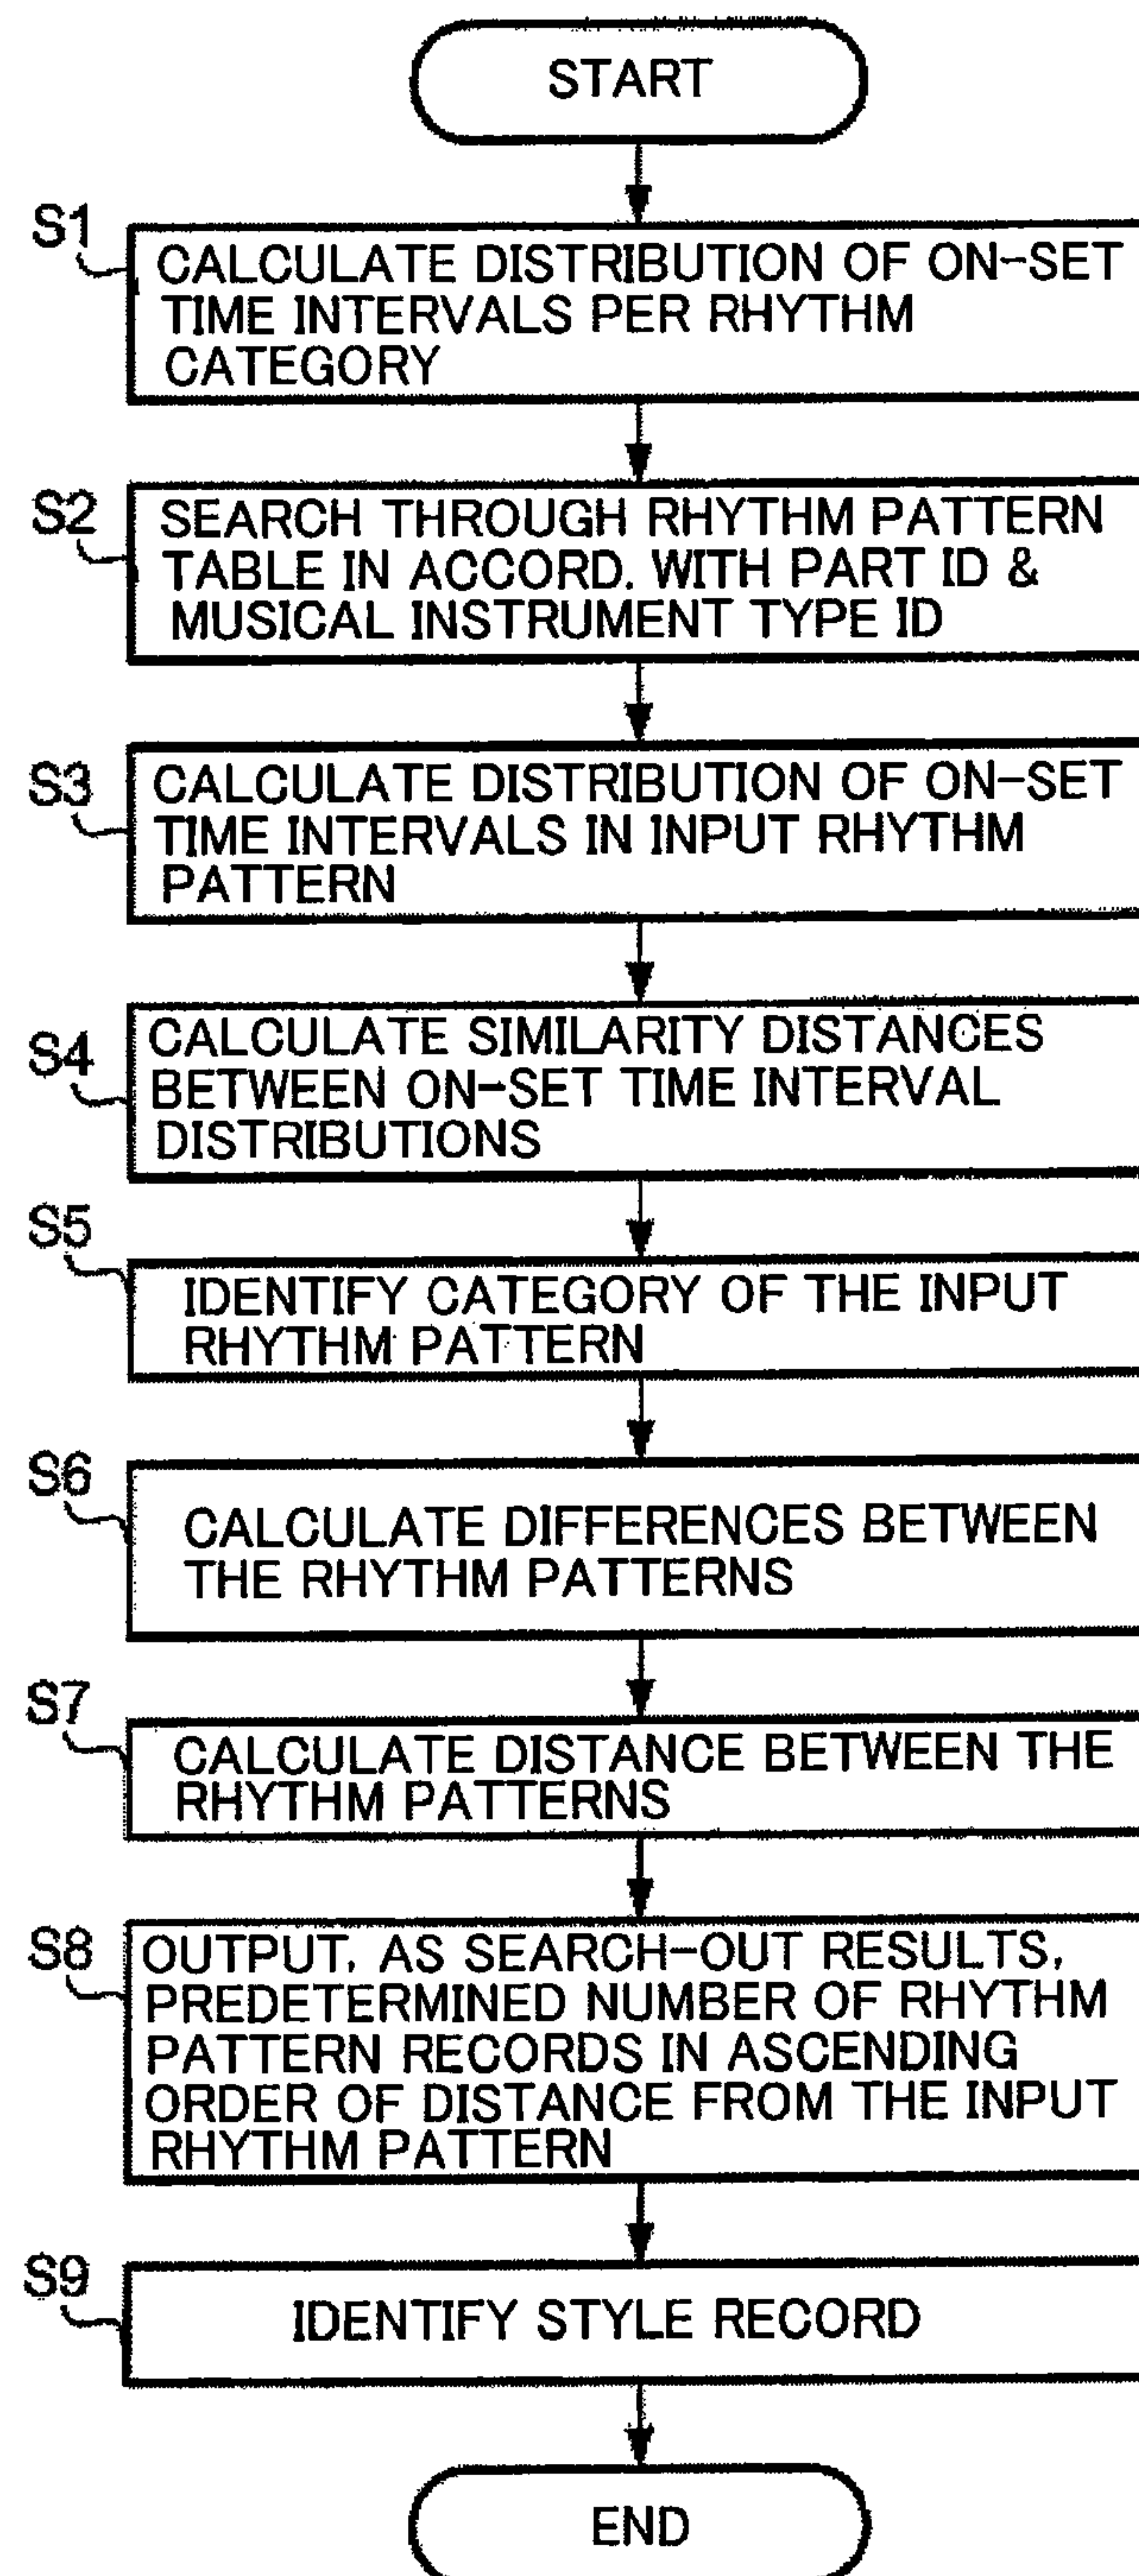 START
S1
CALCULATE DISTRIBUTION OF ON-SET
TIME INTERVALS PER RHYTHM
CATEGORY
S2
SEARCH THROUGH RHYTHM PATTERN
TABLE IN ACCORD. WITH PART ID &
MUSICAL INSTRUMENT TYPE ID
S3
CALCULATE DISTRIBUTION OF ON-SET
TIME INTERVALS IN INPUT RHYTHM
PATTERN
S4
CALCULATE SIMILARITY DISTANCES
BETWEEN ON-SET TIME INTERVAL
DISTRIBUTIONS
S5
IDENTIFY CATEGORY OF THE INPUT
RHYTHM PATTERN
S6
CALCULATE DIFFERENCES BETWEEN
THE RHYTHM PATTERNS
S7
CALCULATE DISTANCE BETWEEN THE
RHYTHM PATTERNS
S8
OUTPUT, AS SEARCH-OUT RESULTS,
PREDETERMINED NUMBER OF RHYTHM
PATTERN RECORDS IN ASCENDING
ORDER OF DISTANCE FROM THE INPUT
RHYTHM PATTERN
S9
IDENTIFY STYLE RECORD
END